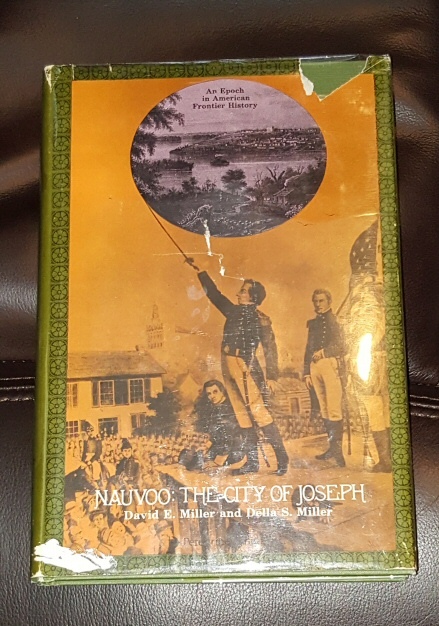 An Epoch
in American
Frontier History
NAUVOO: THE CITY OF JOSEPH
David E. Miller and Della S. Miller